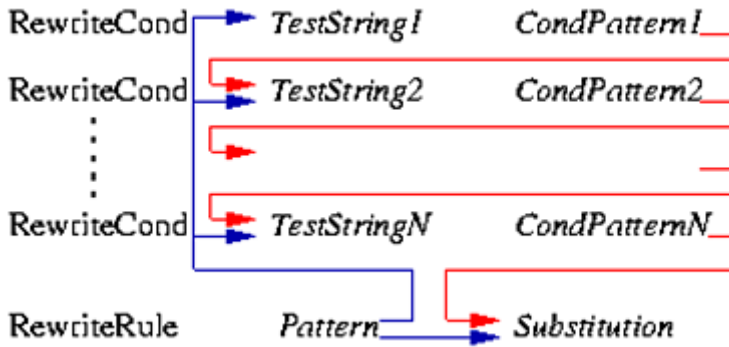 RewriteCond TestString1 CondPattern1
RewriteCond TestString2 CondPattern2
RewriteCond TestStringN CondPatternN
RewriteRule Pattern Substitution